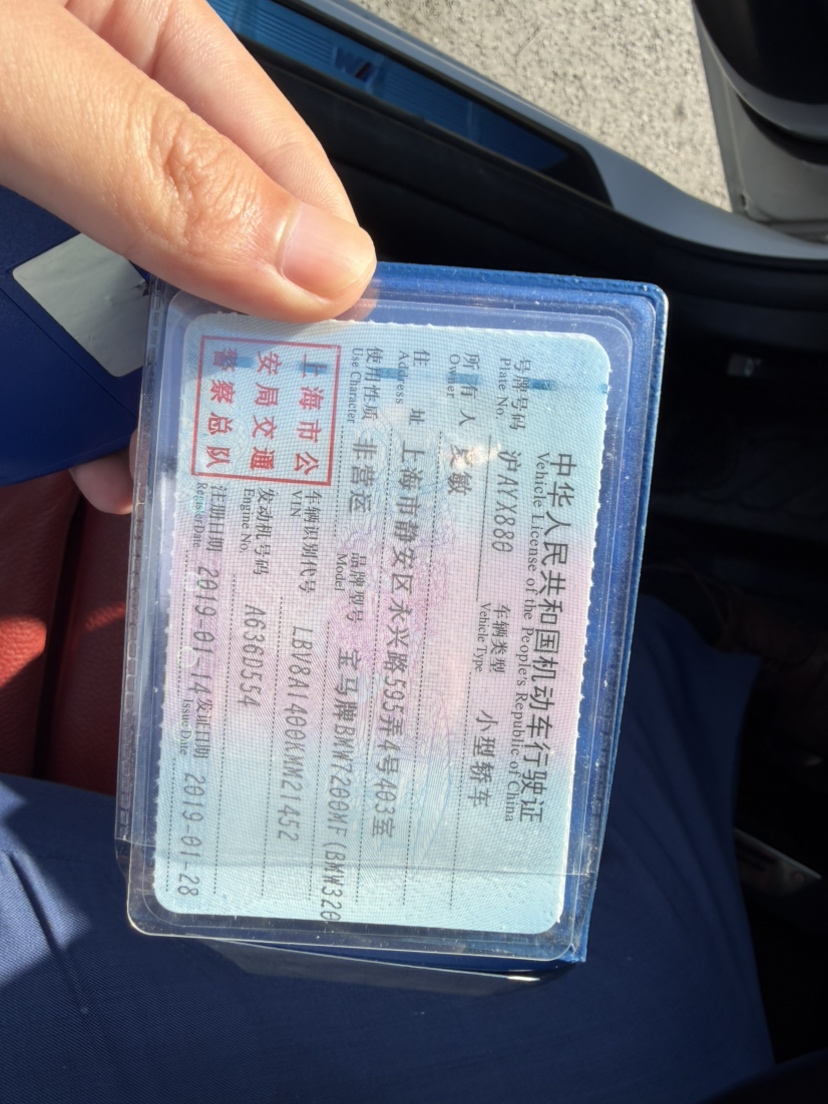 中华人民共和国机动车行驶证
Vehicle License of the People's Republic of China
号牌号码 沪AYX880 车辆类型 小型轿车
Plate No. Vehicle Type
所有人 敏
Owner
住址 上海市静安区永兴路595弄4号403室
Address
使用性质 非营运 品牌型号 宝马牌BMW7200MF(BMW320
Use Character Model
上海市公
安局交通
警察总队
车辆识别代号 LBV8A1400KMM21452
VIN
发动机号码 A636D554
Engine No.
注册日期 2019-01-14 发证日期 2019-01-28
Register Date Issue Date